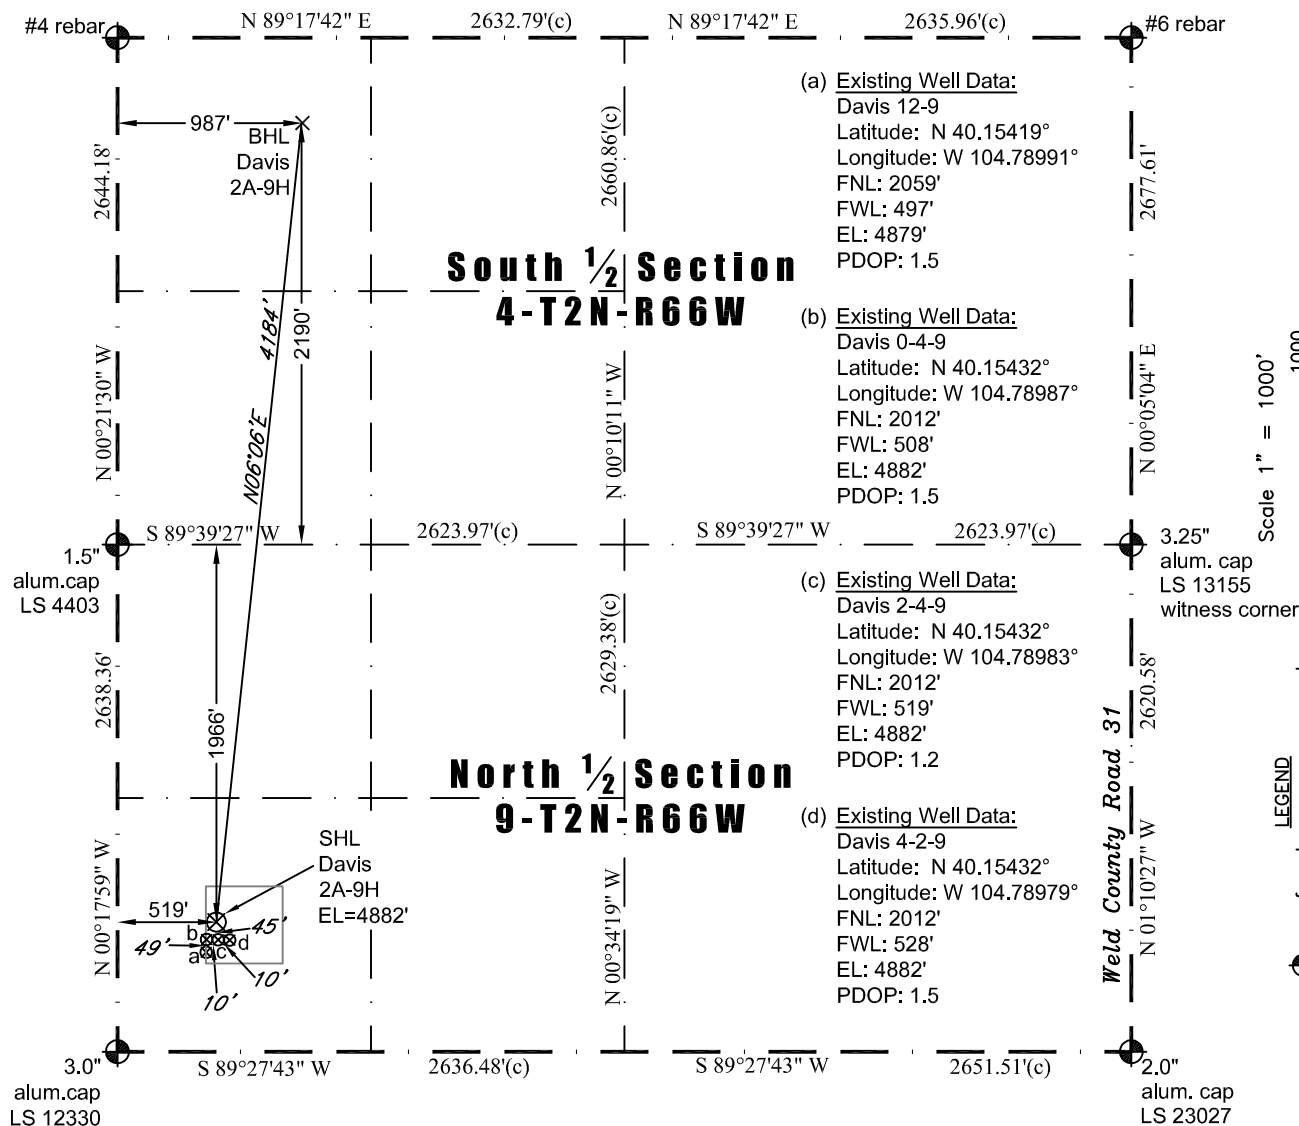 #4 rebar
N 89°17'42" E
2632.79'(c)
N 89°17'42" E
2635.96'(c)
#6 rebar
987'
BHL
Davis
2A-9H
2644.18'
2660.86'(c)
2677.61'
(a) Existing Well Data:
Davis 12-9
Latitude: N 40.15419°
Longitude: W 104.78991°
FNL: 2059'
FWL: 497'
EL: 4879'
PDOP: 1.5
South ½ Section
4-T2N-R66W
(b) Existing Well Data:
Davis 0-4-9
Latitude: N 40.15432°
Longitude: W 104.78987°
FNL: 2012'
FWL: 508'
EL: 4882'
PDOP: 1.5
4184'
2190'
N06°06'E
N 00°21'30" W
N 00°10'11" W
N 00°05'04" E
Scale 1" = 1000'
1000
S 89°39'27" W
2623.97'(c)
S 89°39'27" W
2623.97'(c)
1.5"
alum.cap
LS 4403
3.25"
alum. cap
LS 13155
witness corner
(c) Existing Well Data:
Davis 2-4-9
Latitude: N 40.15432°
Longitude: W 104.78983°
FNL: 2012'
FWL: 519'
EL: 4882'
PDOP: 1.2
2638.36'
1966'
2629.38'(c)
2620.58'
North ½ Section
9-T2N-R66W
(d) Existing Well Data:
Davis 4-2-9
Latitude: N 40.15432°
Longitude: W 104.78979°
FNL: 2012'
FWL: 528'
EL: 4882'
PDOP: 1.5
Weld County Road 31
LEGEND
SHL
Davis
2A-9H
EL=4882'
519'
45'
b
d
49'
a
c
10'
10'
N 00°17'59" W
N 00°34'19" W
N 01°10'27" W
3.0"
alum.cap
LS 12330
S 89°27'43" W
2636.48'(c)
S 89°27'43" W
2651.51'(c)
2.0"
alum. cap
LS 23027